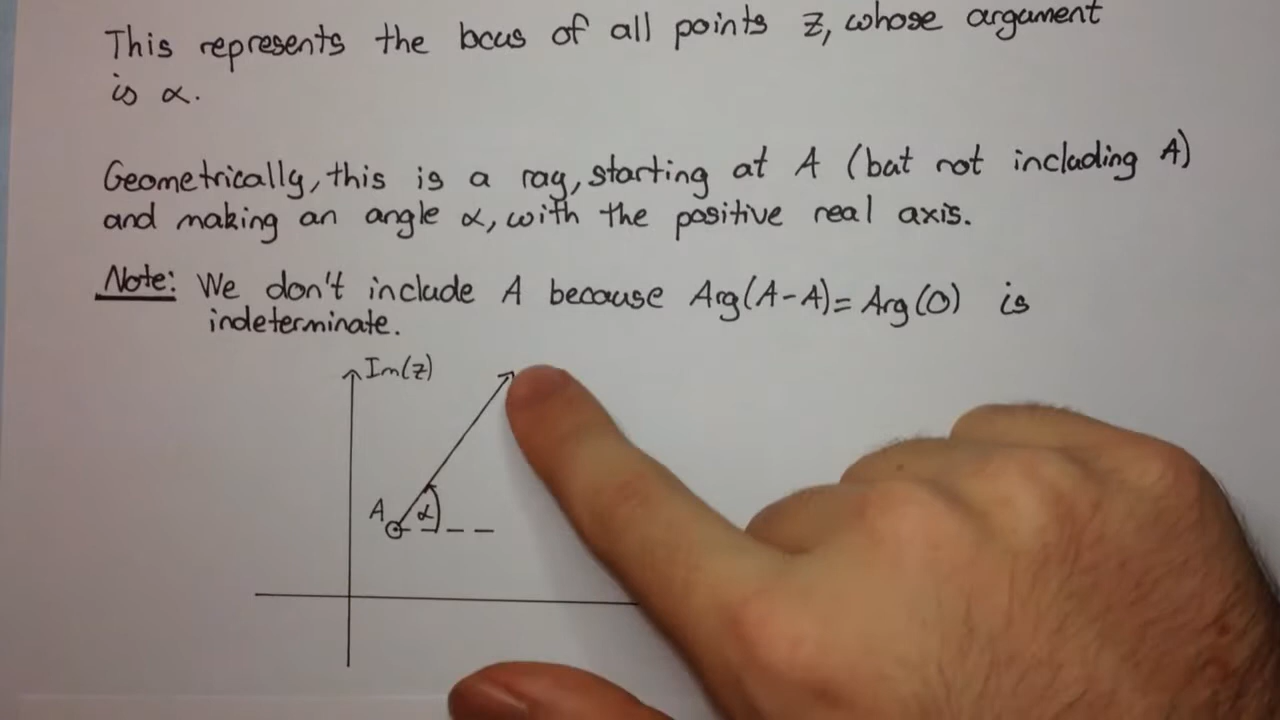 This represents the locus of all points z, whose argument
is α.
Geometrically, this is a ray, starting at A (but not including A)
and making an angle α, with the positive real axis.
Note: We don't include A because Arg(A-A)= Arg(0) is
indeterminate.
Im(z)
A α